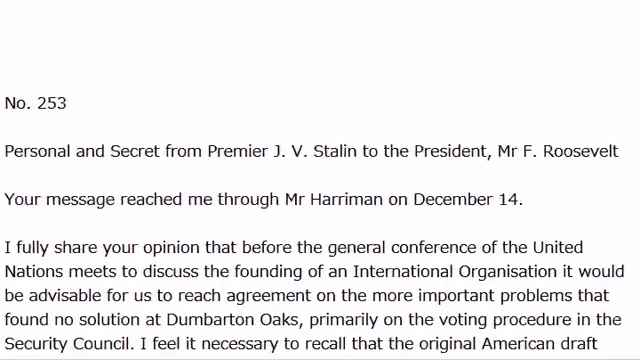 No. 253
Personal and Secret from Premier J. V. Stalin to the President, Mr F. Roosevelt
Your message reached me through Mr Harriman on December 14.
I fully share your opinion that before the general conference of the United
Nations meets to discuss the founding of an International Organisation it would
be advisable for us to reach agreement on the more important problems that
found no solution at Dumbarton Oaks, primarily on the voting procedure in the
Security Council. I feel it necessary to recall that the original American draft